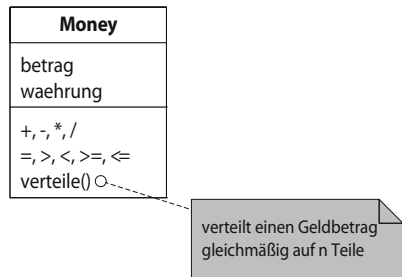 Money
betrag
waehrung
+, -, *, /
=, >, <, >=, <=
verteile()
verteilt einen Geldbetrag
gleichmäßig auf n Teile